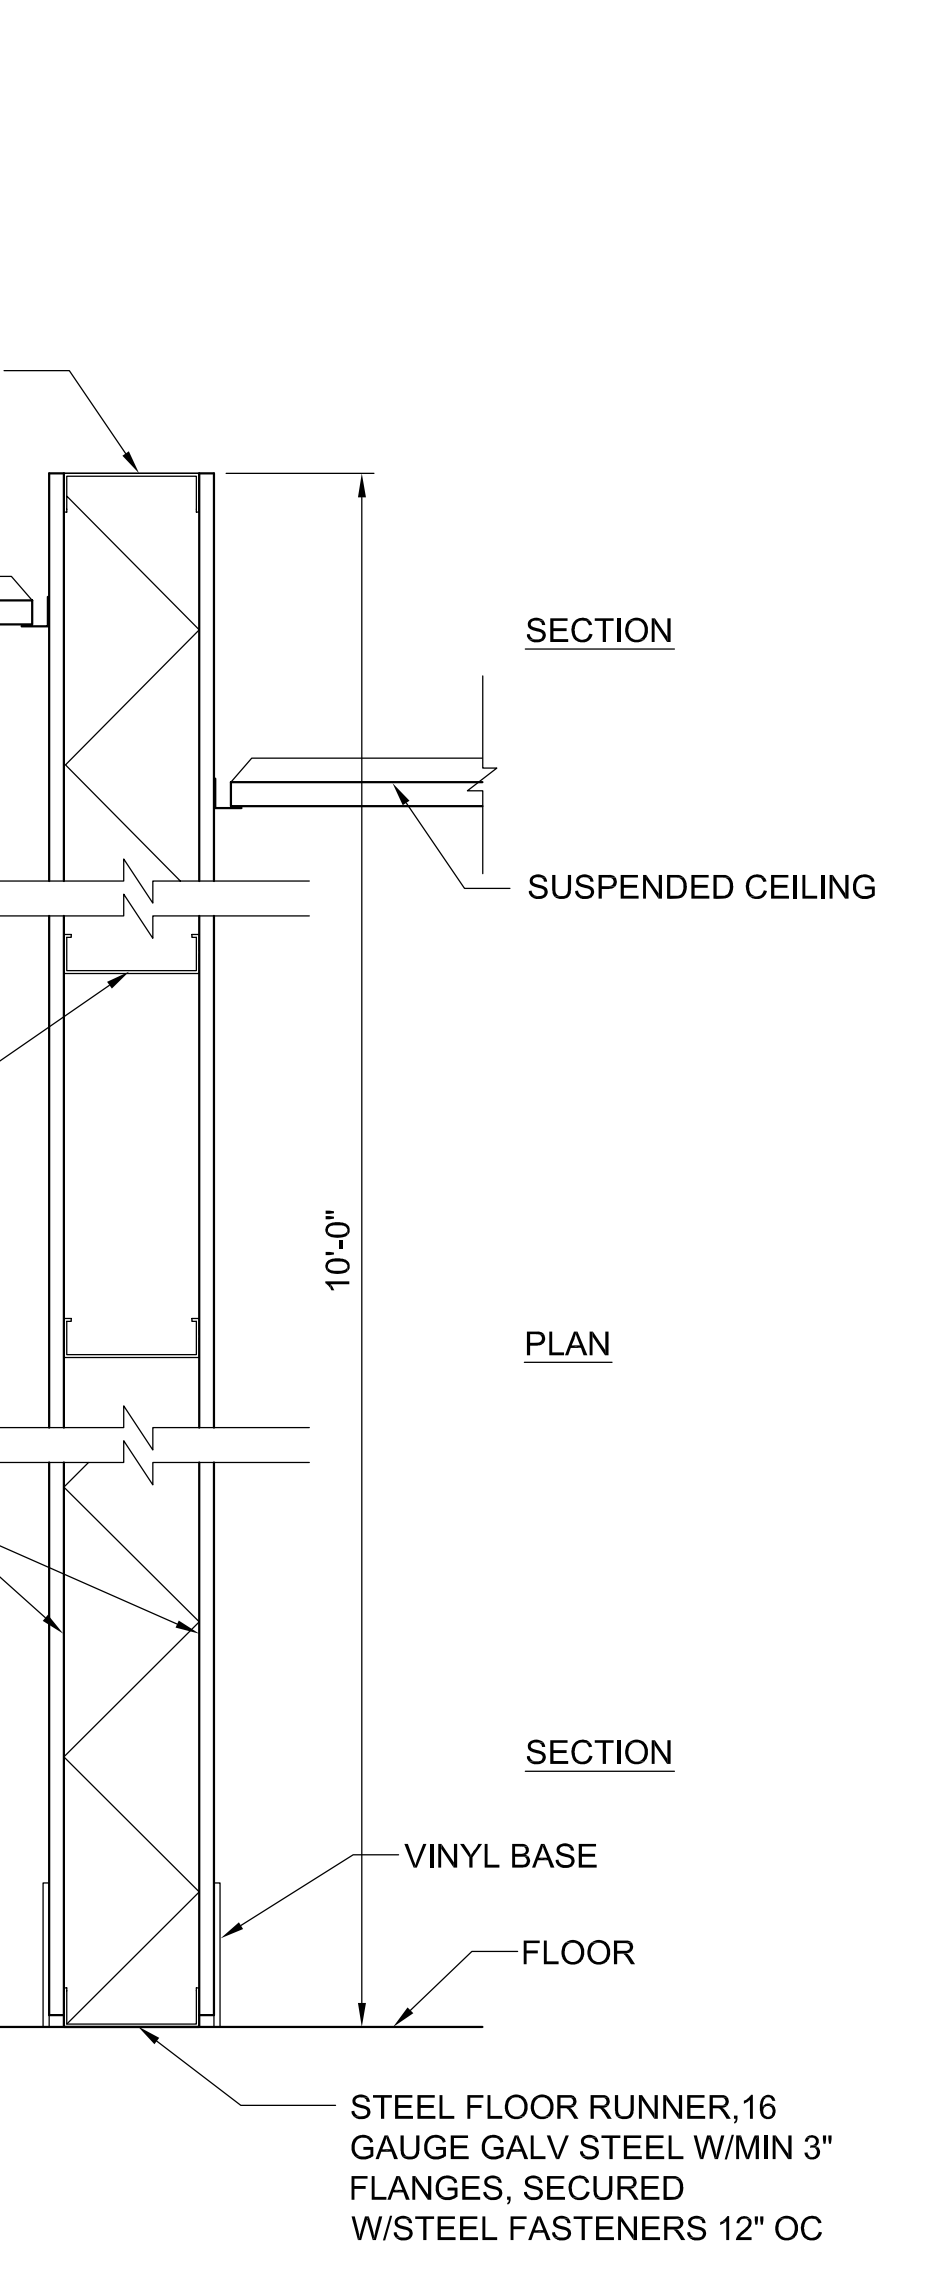 SECTION
SUSPENDED CEILING
10'-0"
PLAN
SECTION
VINYL BASE
FLOOR
STEEL FLOOR RUNNER,16
GAUGE GALV STEEL W/MIN 3"
FLANGES, SECURED
W/STEEL FASTENERS 12" OC